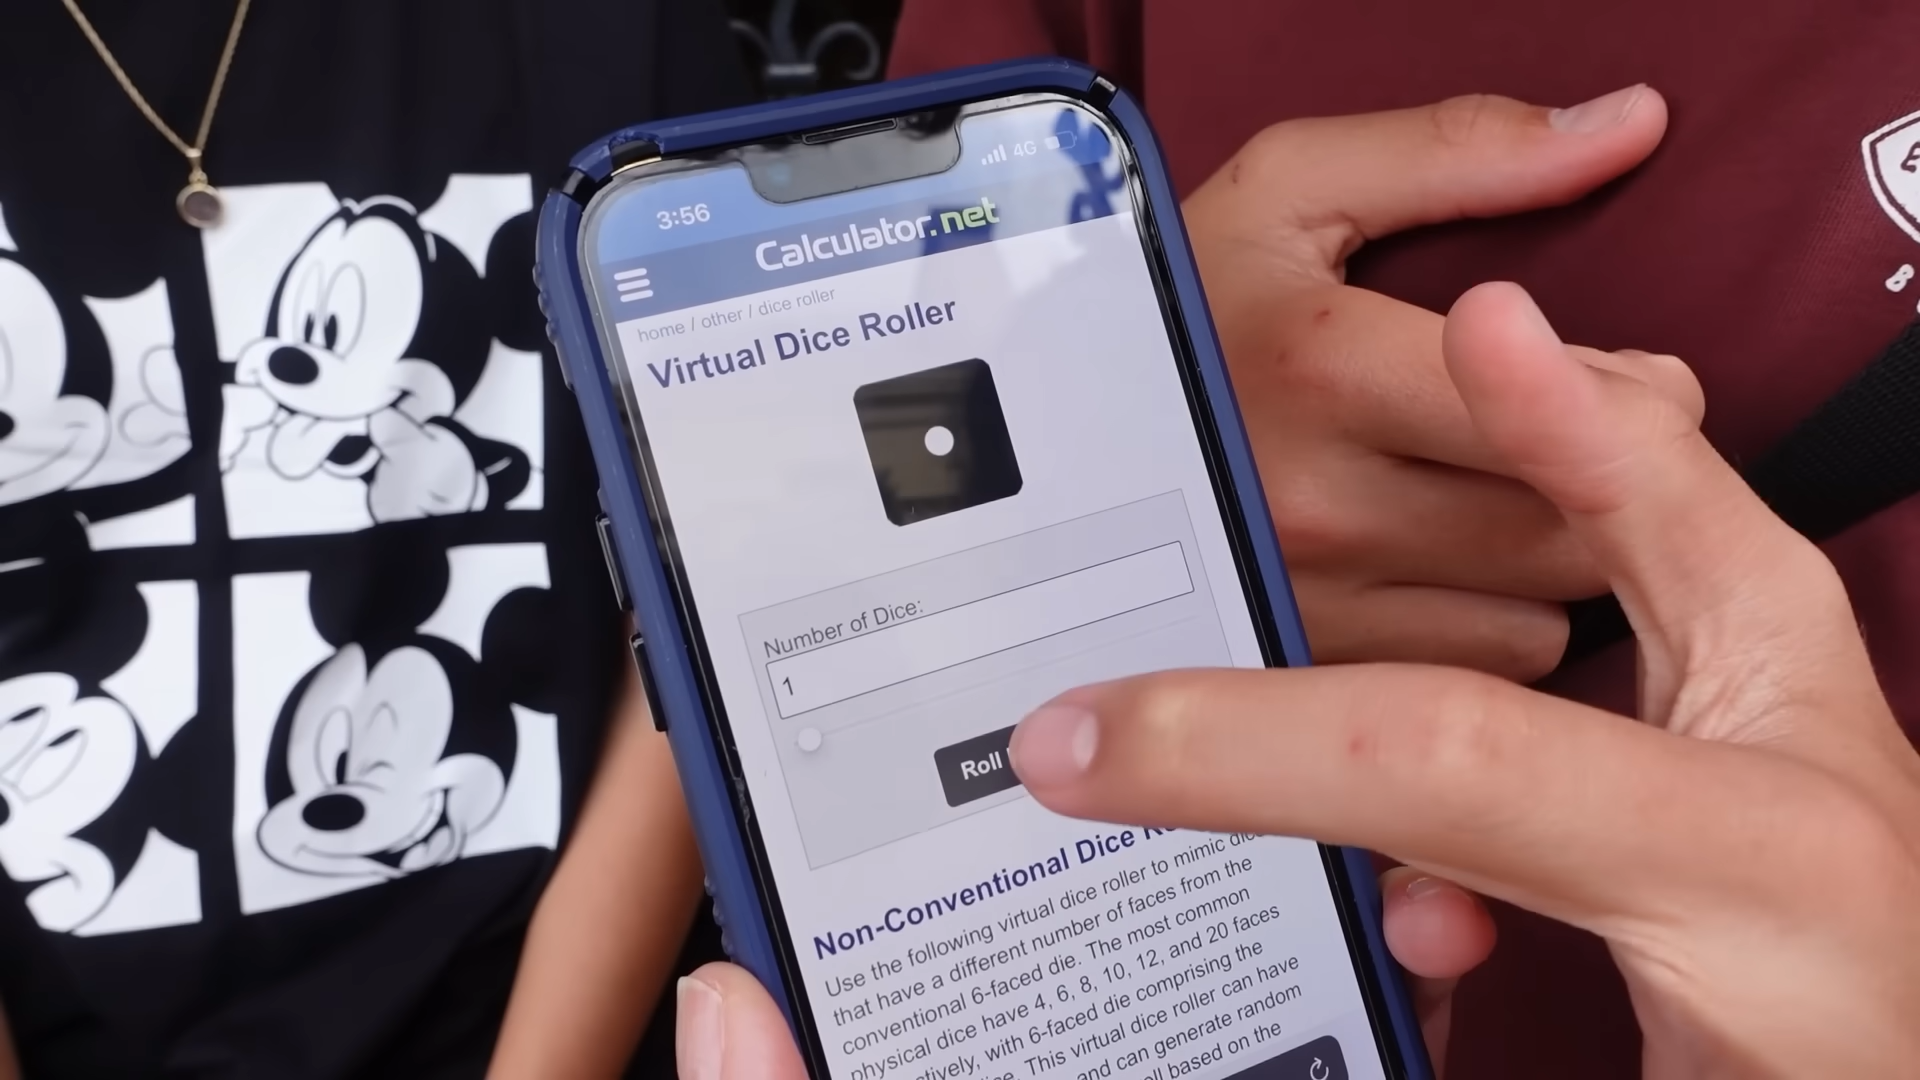 3:56
4G
Calculator.net
home / other / dice roller
Virtual Dice Roller
Number of Dice:
1
Roll
Non-Conventional Dice
Use the following virtual dice roller to mimic dice
that have a different number of faces from the
conventional 6-faced die. The most common
physical dice have 4, 6, 8, 10, 12, and 20 faces
with 6-faced die comprising the
This virtual dice roller can have
and can generate random
based on the
E
B